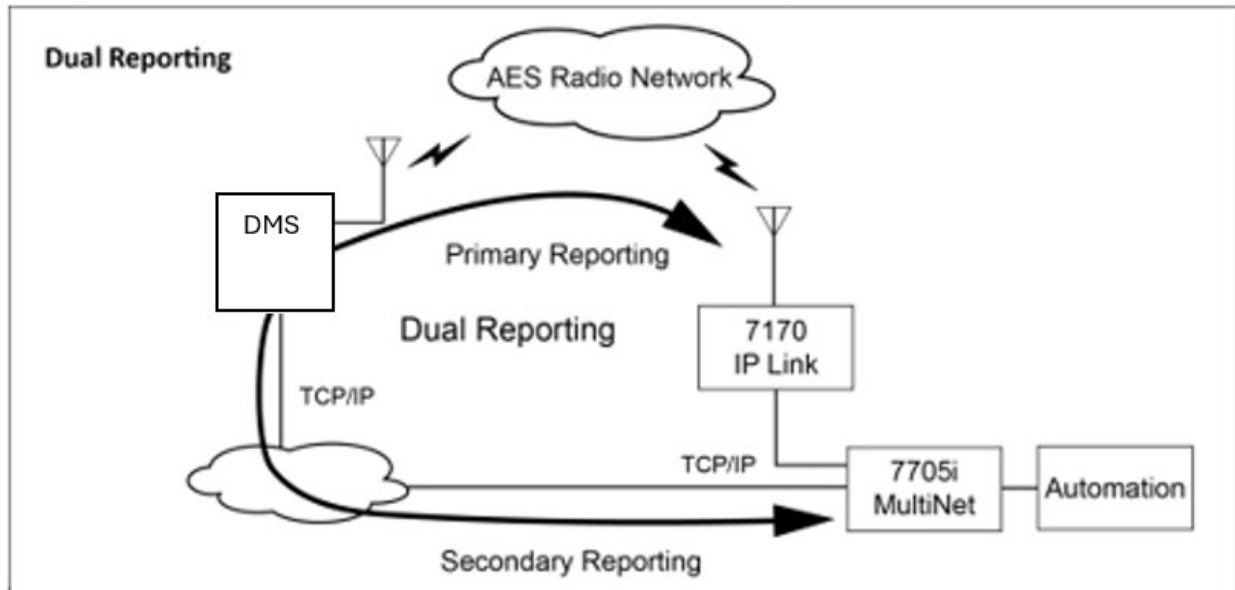 Dual Reporting
AES Radio Network
DMS
Primary Reporting
Dual Reporting
7170
IP Link
TCP/IP
TCP/IP
7705i
MultiNet
Automation
Secondary Reporting